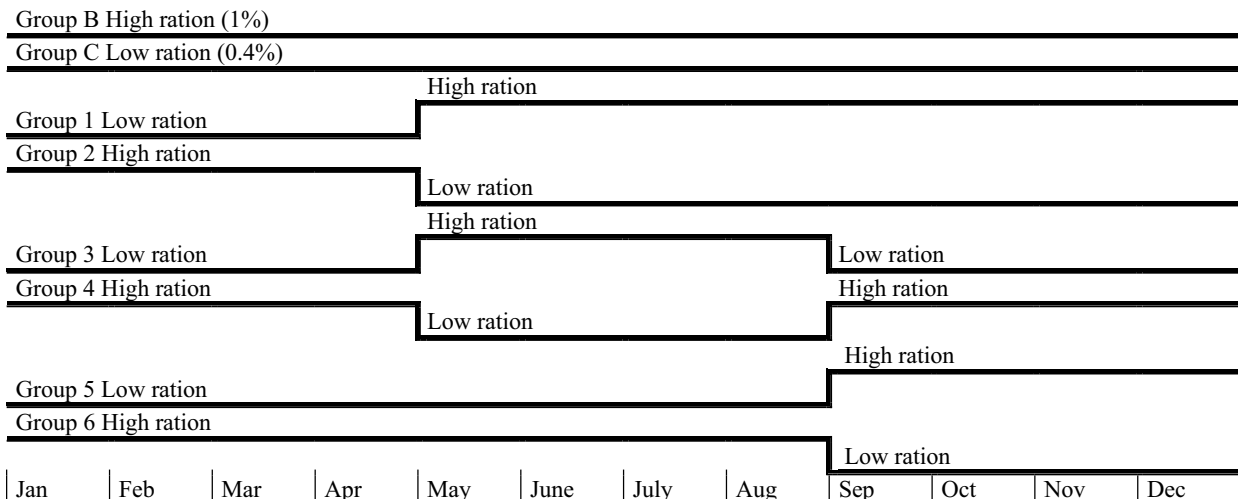 Group B High ration (1%)
Group C Low ration (0.4%)
High ration
Group 1 Low ration
Group 2 High ration
Low ration
High ration
Group 3 Low ration
Low ration
Group 4 High ration
High ration
Low ration
High ration
Group 5 Low ration
Group 6 High ration
Low ration
Jan Feb Mar Apr May June July Aug Sep Oct Nov Dec